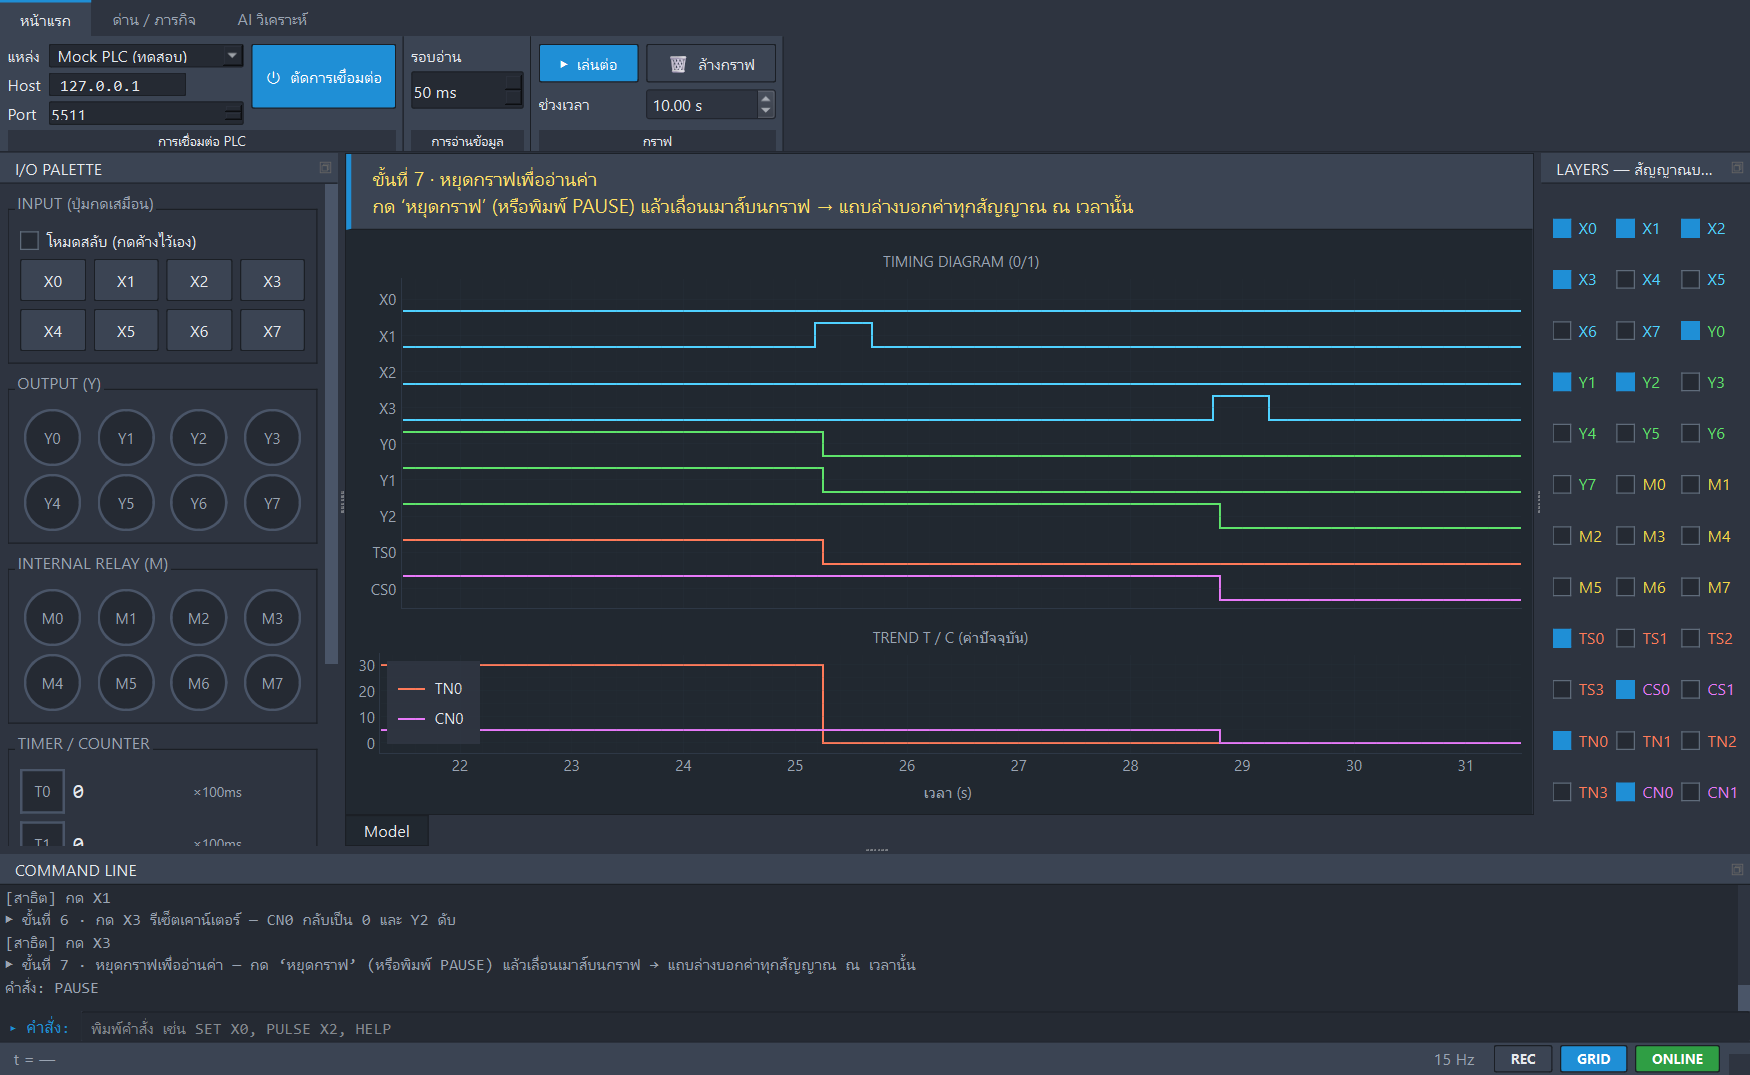 หน้าแรก
ด่าน / ภารกิจ
AI วิเคราะห์
แหล่ง Mock PLC (ทดสอบ)
Host 127.0.0.1
Port 5511
ตัดการเชื่อมต่อ
การเชื่อมต่อ PLC
รอบอ่าน
50 ms
การอ่านข้อมูล
เล่นต่อ
ล้างกราฟ
ช่วงเวลา 10.00 s
กราฟ
I/O PALETTE
INPUT (ปุ่มกดเสมือน)
โหมดสลับ (กดค้างไว้เอง)
X0 X1 X2 X3
X4 X5 X6 X7
OUTPUT (Y)
Y0 Y1 Y2 Y3
Y4 Y5 Y6 Y7
INTERNAL RELAY (M)
M0 M1 M2 M3
M4 M5 M6 M7
TIMER / COUNTER
T0 0 ×100ms
T1 0 ×100ms
ขั้นที่ 7 · หยุดกราฟเพื่ออ่านค่า
กด ‘หยุดกราฟ’ (หรือพิมพ์ PAUSE) แล้วเลื่อนเมาส์บนกราฟ → แถบล่างบอกค่าทุกสัญญาณ ณ เวลานั้น
TIMING DIAGRAM (0/1)
X0
X1
X2
X3
Y0
Y1
Y2
TS0
CS0
TREND T / C (ค่าปัจจุบัน)
30
20
10
0
TN0
CN0
22 23 24 25 26 27 28 29 30 31
เวลา (s)
Model
LAYERS — สัญญาณบ...
X0 X1 X2
X3 X4 X5
X6 X7 Y0
Y1 Y2 Y3
Y4 Y5 Y6
Y7 M0 M1
M2 M3 M4
M5 M6 M7
TS0 TS1 TS2
TS3 CS0 CS1
TN0 TN1 TN2
TN3 CN0 CN1
COMMAND LINE
[สาธิต] กด X1
▸ ขั้นที่ 6 · กด X3 รีเซ็ตเคาน์เตอร์ — CN0 กลับเป็น 0 และ Y2 ดับ
[สาธิต] กด X3
▸ ขั้นที่ 7 · หยุดกราฟเพื่ออ่านค่า — กด ‘หยุดกราฟ’ (หรือพิมพ์ PAUSE) แล้วเลื่อนเมาส์บนกราฟ → แถบล่างบอกค่าทุกสัญญาณ ณ เวลานั้น
คำสั่ง: PAUSE
▸ คำสั่ง: พิมพ์คำสั่ง เช่น SET X0, PULSE X2, HELP
t = —
15 Hz REC GRID ONLINE